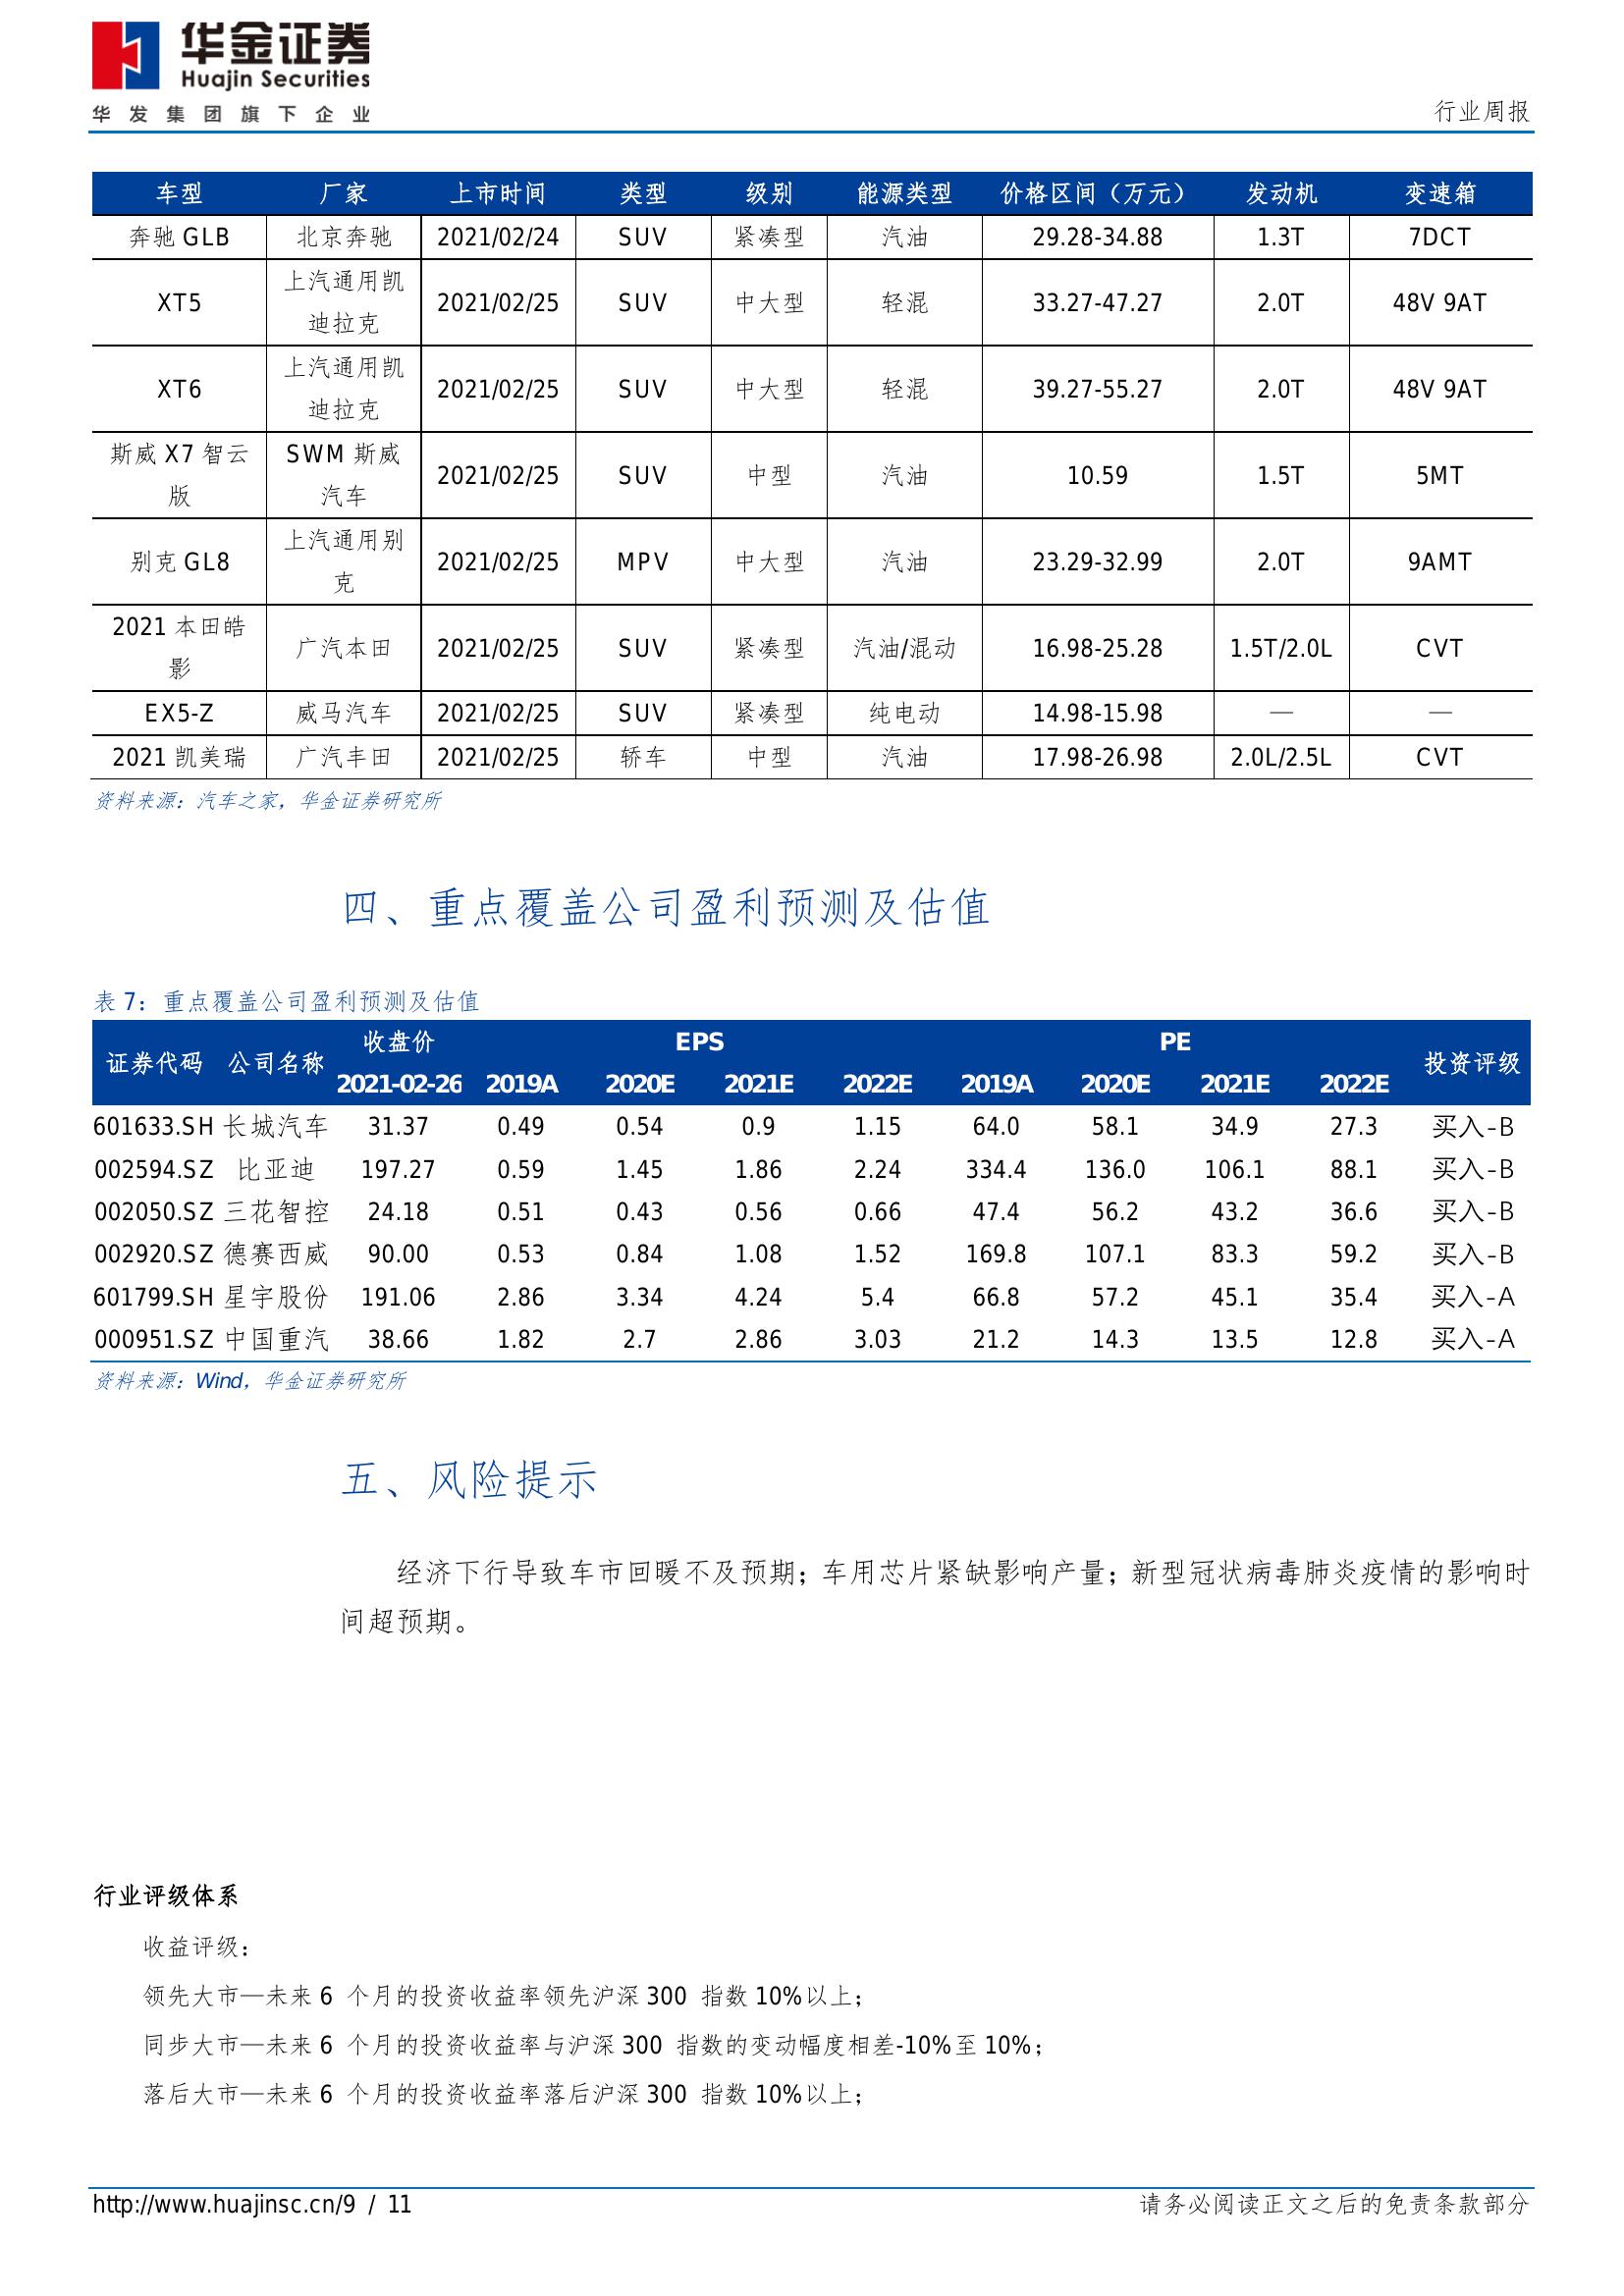 华金证券
Huajin Securities
华发集团旗下企业
行业周报
车型 厂家 上市时间 类型 级别 能源类型 价格区间（万元） 发动机 变速箱
奔驰 GLB 北京奔驰 2021/02/24 SUV 紧凑型 汽油 29.28-34.88 1.3T 7DCT
XT5 上汽通用凯迪拉克 2021/02/25 SUV 中大型 轻混 33.27-47.27 2.0T 48V 9AT
XT6 上汽通用凯迪拉克 2021/02/25 SUV 中大型 轻混 39.27-55.27 2.0T 48V 9AT
斯威 X7 智云版 SWM 斯威汽车 2021/02/25 SUV 中型 汽油 10.59 1.5T 5MT
别克 GL8 上汽通用别克 2021/02/25 MPV 中大型 汽油 23.29-32.99 2.0T 9AMT
2021 本田皓影 广汽本田 2021/02/25 SUV 紧凑型 汽油/混动 16.98-25.28 1.5T/2.0L CVT
EX5-Z 威马汽车 2021/02/25 SUV 紧凑型 纯电动 14.98-15.98 — —
2021 凯美瑞 广汽丰田 2021/02/25 轿车 中型 汽油 17.98-26.98 2.0L/2.5L CVT
资料来源：汽车之家，华金证券研究所
四、重点覆盖公司盈利预测及估值
表 7：重点覆盖公司盈利预测及估值
证券代码 公司名称 收盘价 EPS PE 投资评级
2021-02-26 2019A 2020E 2021E 2022E 2019A 2020E 2021E 2022E
601633.SH 长城汽车 31.37 0.49 0.54 0.9 1.15 64.0 58.1 34.9 27.3 买入-B
002594.SZ 比亚迪 197.27 0.59 1.45 1.86 2.24 334.4 136.0 106.1 88.1 买入-B
002050.SZ 三花智控 24.18 0.51 0.43 0.56 0.66 47.4 56.2 43.2 36.6 买入-B
002920.SZ 德赛西威 90.00 0.53 0.84 1.08 1.52 169.8 107.1 83.3 59.2 买入-B
601799.SH 星宇股份 191.06 2.86 3.34 4.24 5.4 66.8 57.2 45.1 35.4 买入-A
000951.SZ 中国重汽 38.66 1.82 2.7 2.86 3.03 21.2 14.3 13.5 12.8 买入-A
资料来源：Wind，华金证券研究所
五、风险提示
经济下行导致车市回暖不及预期；车用芯片紧缺影响产量；新型冠状病毒肺炎疫情的影响时
间超预期。
行业评级体系
收益评级：
领先大市—未来 6 个月的投资收益率领先沪深 300 指数 10%以上；
同步大市—未来 6 个月的投资收益率与沪深 300 指数的变动幅度相差-10%至 10%；
落后大市—未来 6 个月的投资收益率落后沪深 300 指数 10%以上；
http://www.huajinsc.cn/9 / 11
请务必阅读正文之后的免责条款部分